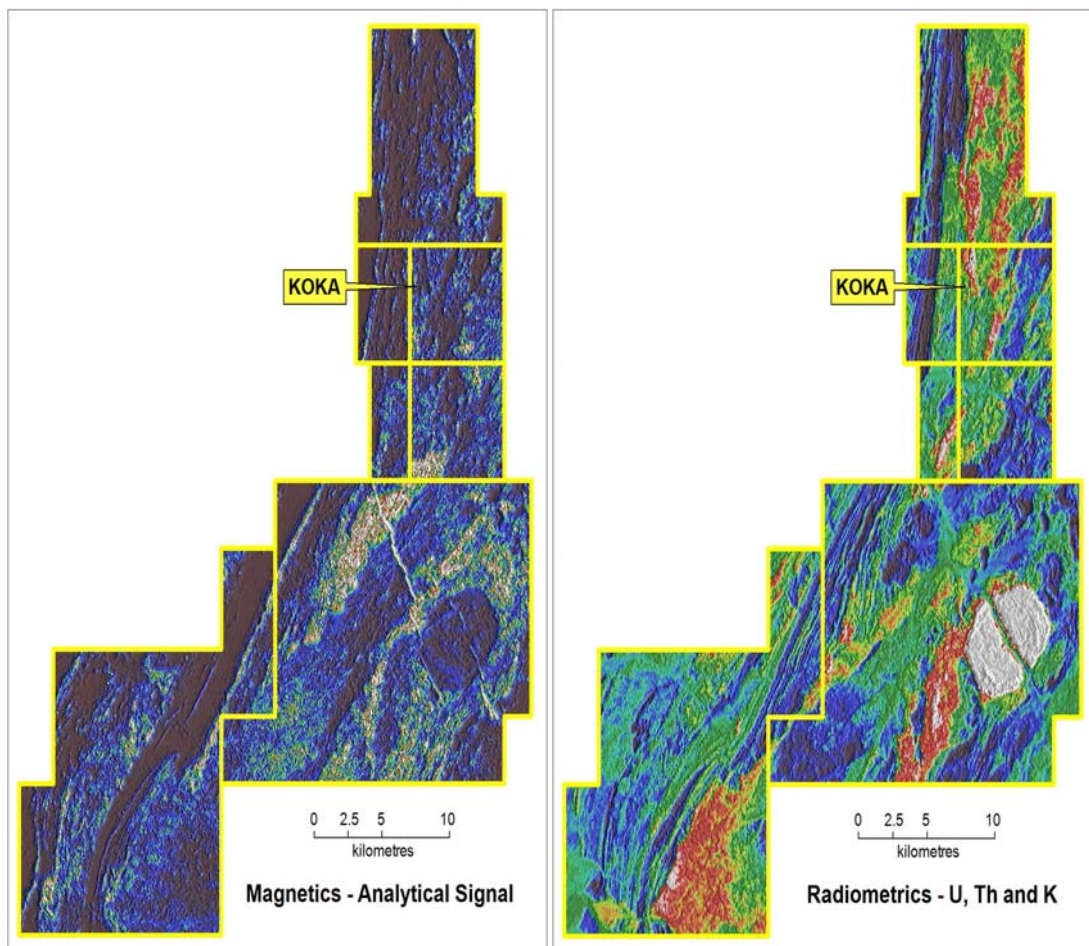 KOKA
0 2.5 5 10
kilometres
Magnetics - Analytical Signal
KOKA
0 2.5 5 10
kilometres
Radiometrics - U, Th and K